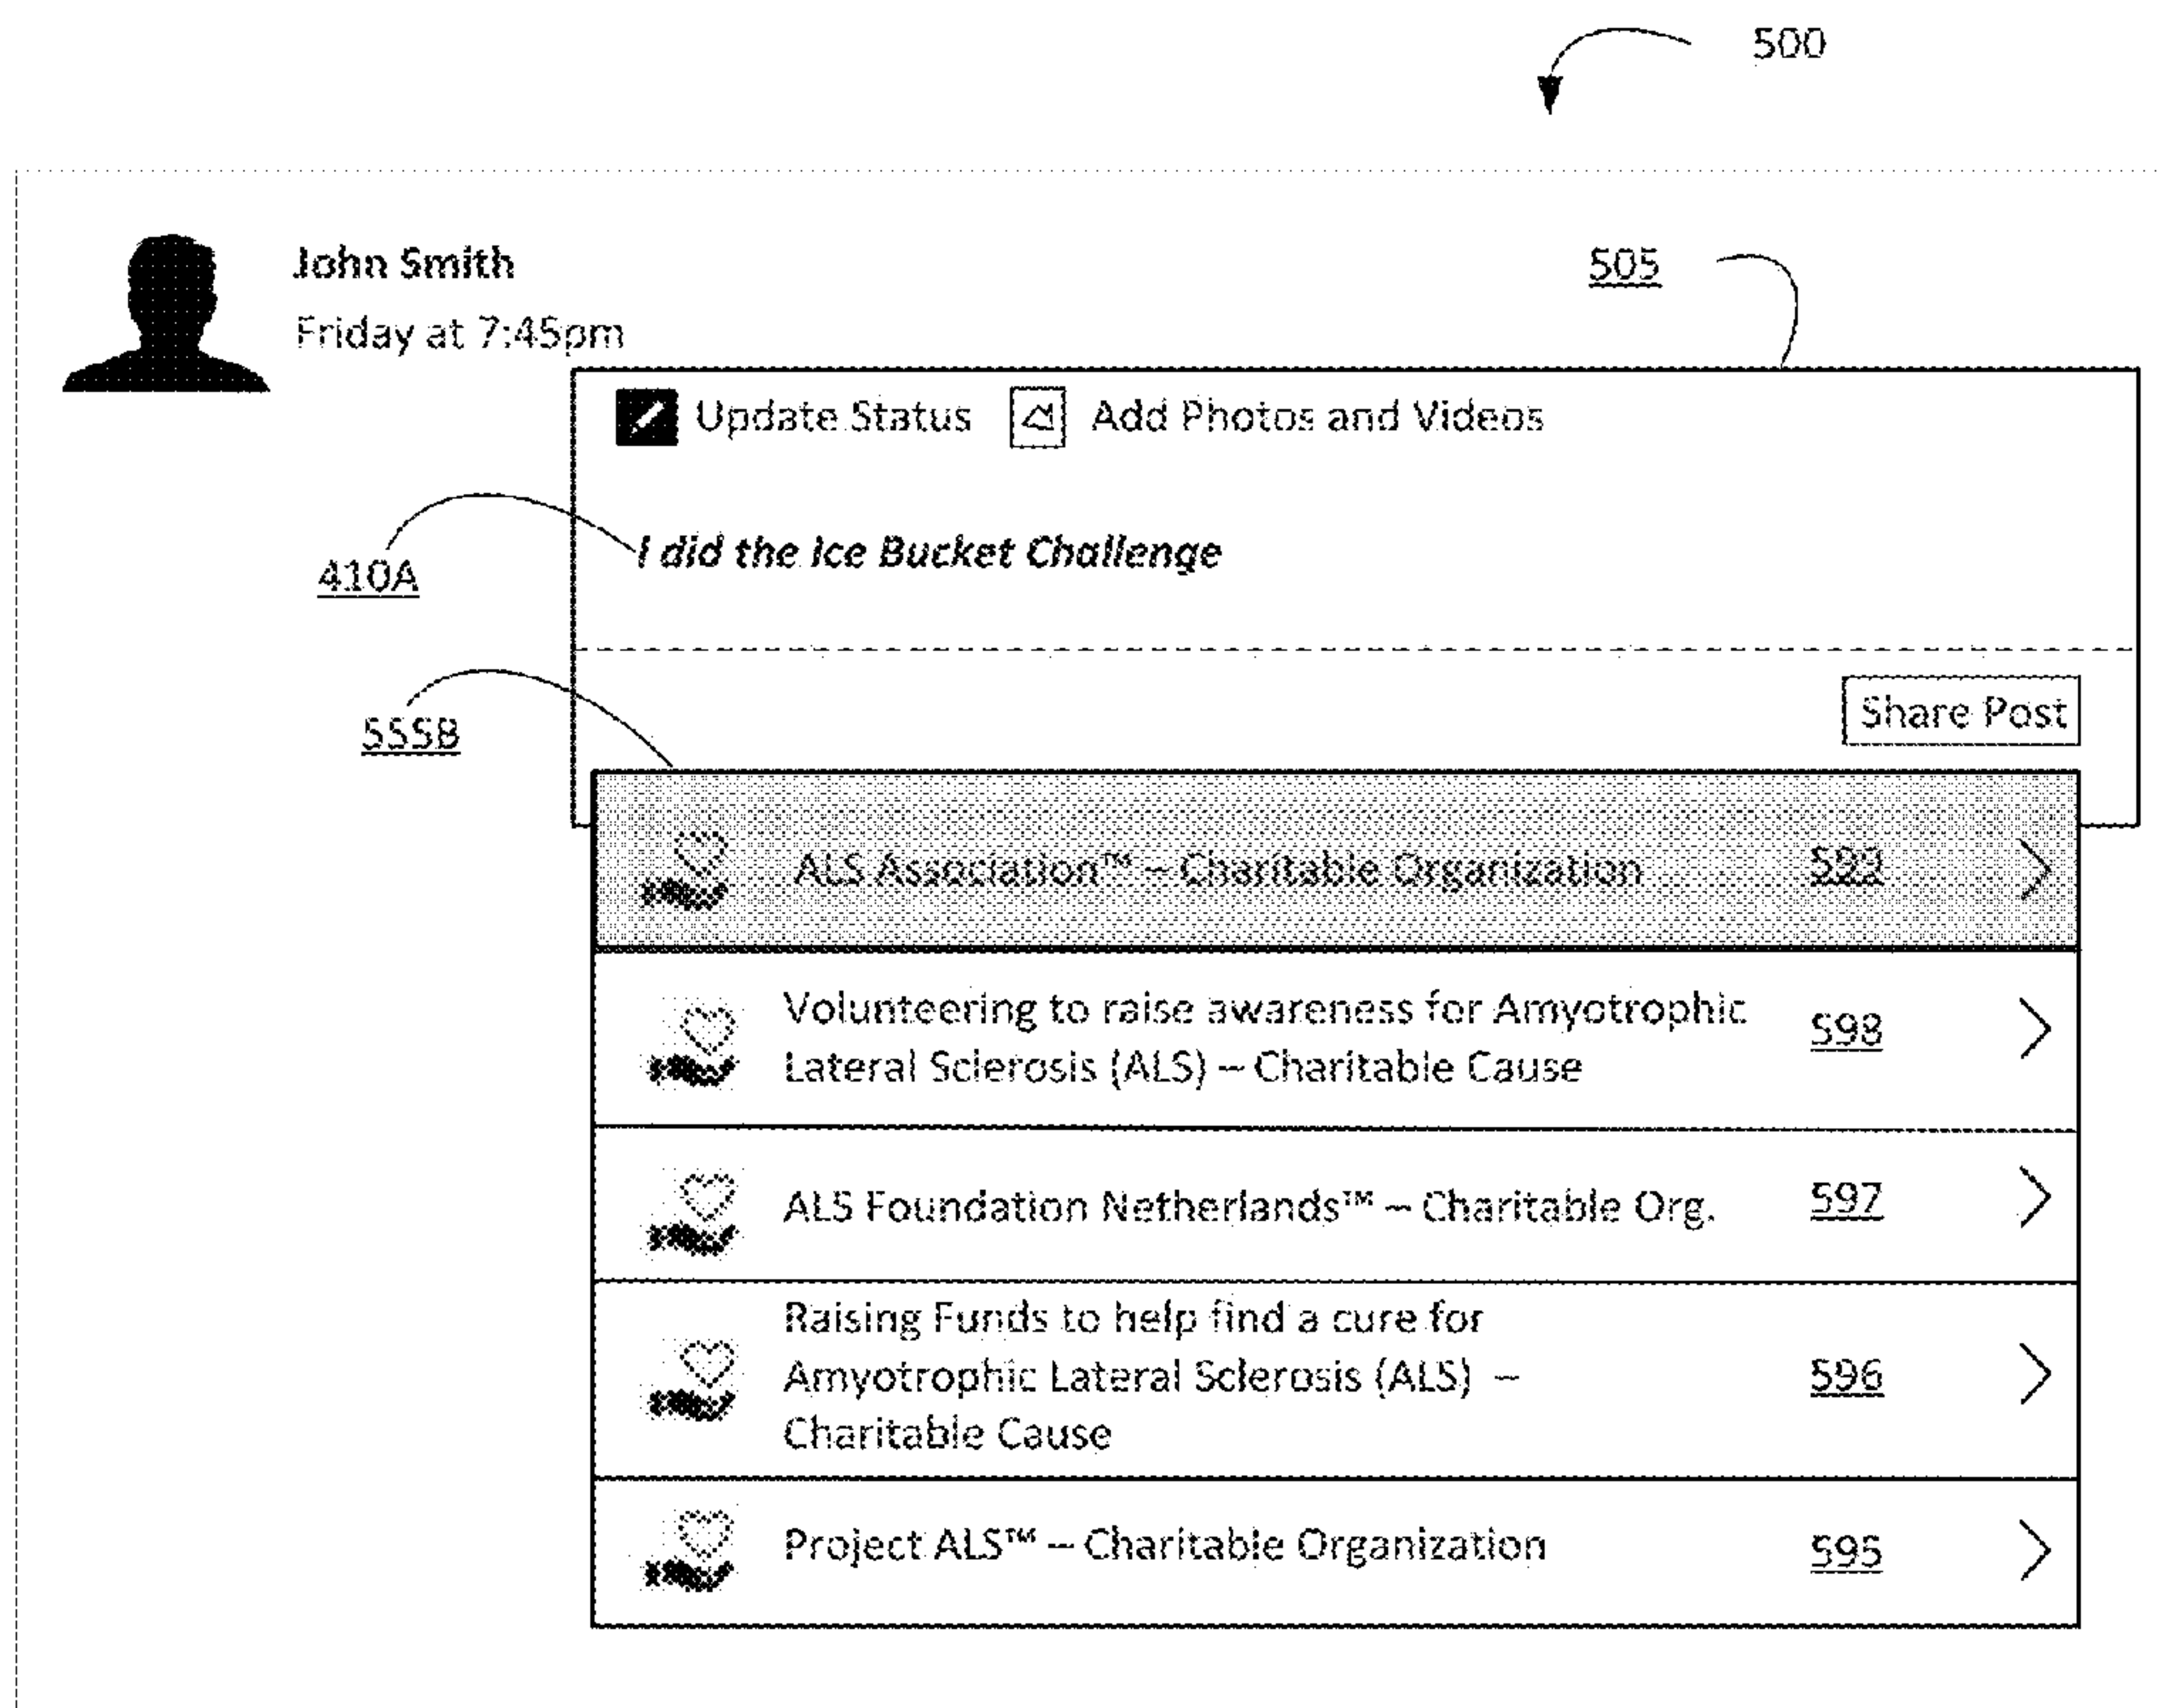 500
John Smith
505
Friday at 7:45pm
Update Status Add Photos and Videos
I did the Ice Bucket Challenge
410A
Share Post
555B
ALS Association™ – Charitable Organization 599
Volunteering to raise awareness for Amyotrophic
Lateral Sclerosis (ALS) – Charitable Cause
598
ALS Foundation Netherlands™ – Charitable Org. 597
Raising Funds to help find a cure for
Amyotrophic Lateral Sclerosis (ALS) –
Charitable Cause
596
Project ALS™ – Charitable Organization 595